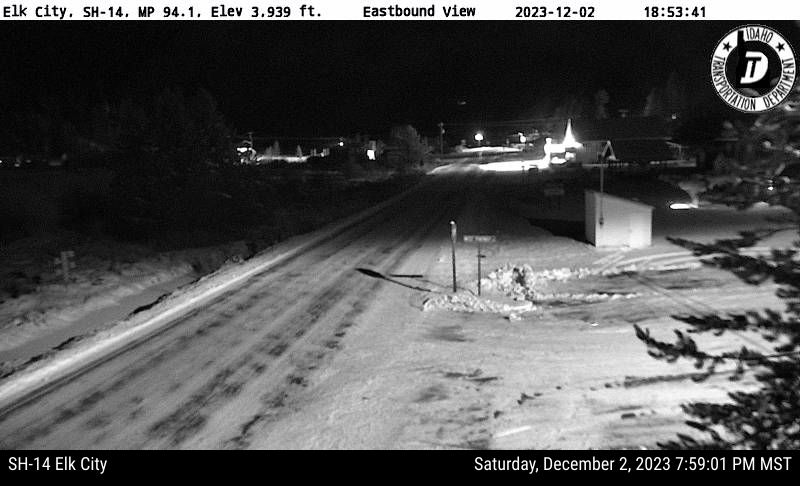 Elk City, SH-14, MP 94.1, Elev 3,939 ft. Eastbound View 2023-12-02 18:53:41
IDAHO
TRANSPORTATION DEPARTMENT
SH-14 Elk City Saturday, December 2, 2023 7:59:01 PM MST